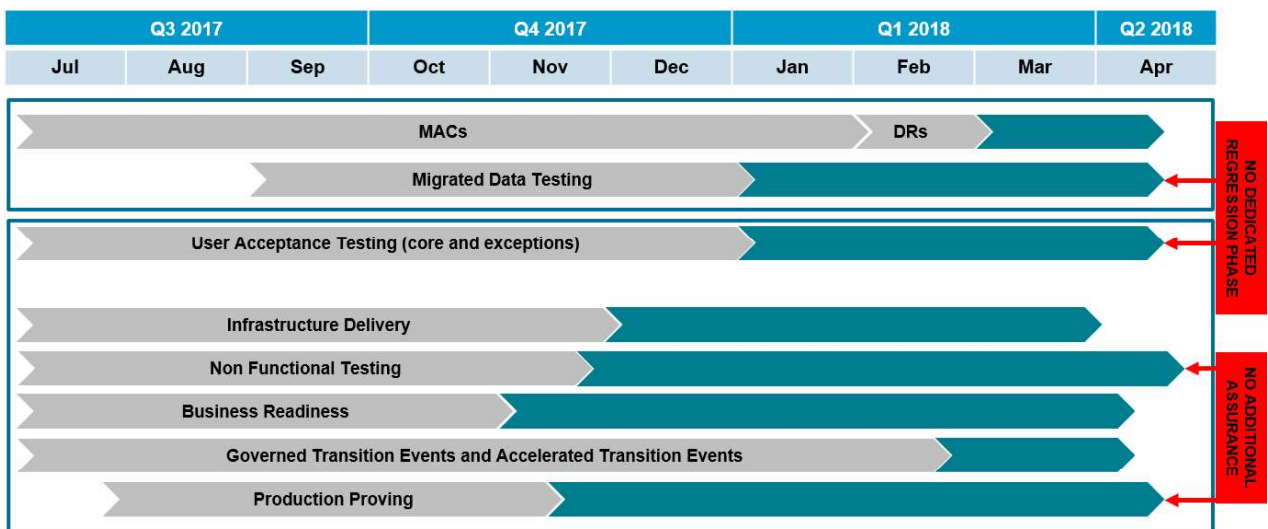 Q3 2017 Q4 2017 Q1 2018 Q2 2018
Jul Aug Sep Oct Nov Dec Jan Feb Mar Apr
MACs DRs
Migrated Data Testing
User Acceptance Testing (core and exceptions)
Infrastructure Delivery
Non Functional Testing
Business Readiness
Governed Transition Events and Accelerated Transition Events
Production Proving
NO DEDICATED
REGRESSION PHASE
NO ADDITIONAL
ASSURANCE